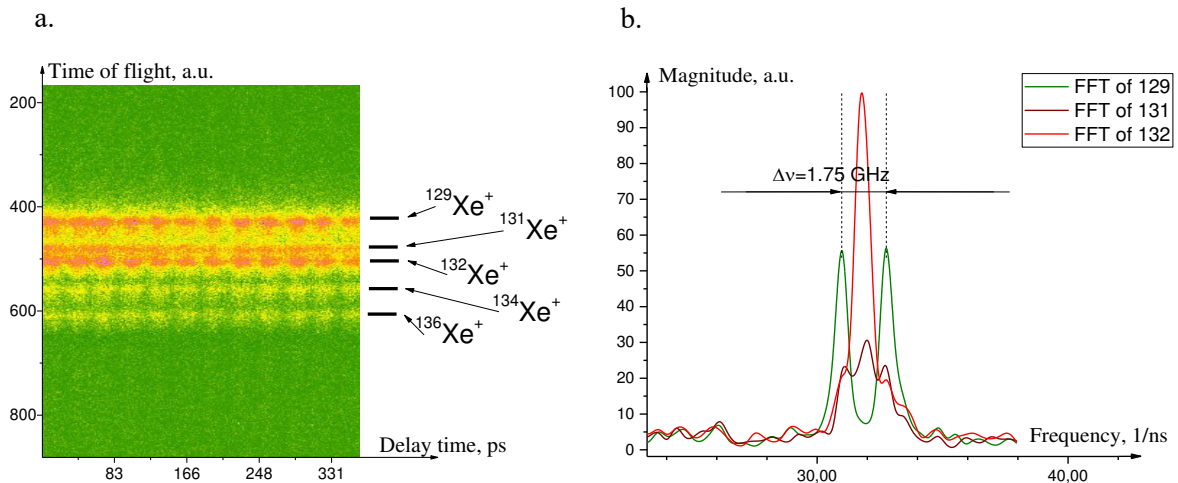 a.
Time of flight, a.u.
200
400
600
800
83
166
248
331
Delay time, ps
¹²⁹Xe⁺
¹³¹Xe⁺
¹³²Xe⁺
¹³⁴Xe⁺
¹³⁶Xe⁺
b.
Magnitude, a.u.
100
90
80
70
60
50
40
30
20
10
0
Δν=1.75 GHz
FFT of 129
FFT of 131
FFT of 132
Frequency, 1/ns
30,00
40,00